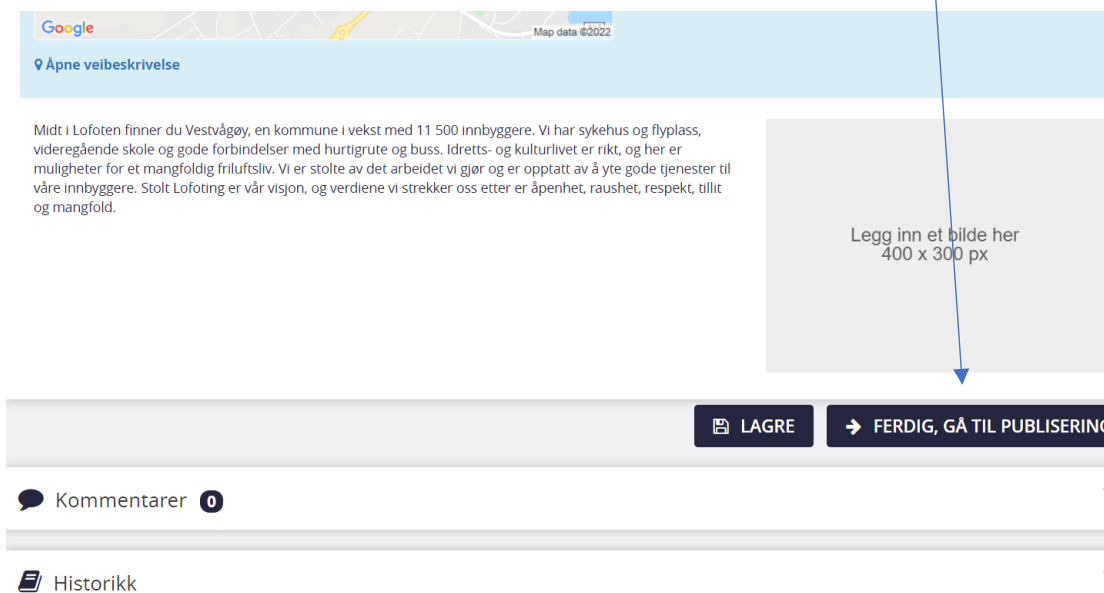 Google
Map data ©2022
Åpne veibeskrivelse
Midt i Lofoten finner du Vestvågøy, en kommune i vekst med 11 500 innbyggere. Vi har sykehus og flyplass,
videregående skole og gode forbindelser med hurtigrute og buss. Idretts- og kulturlivet er rikt, og her er
muligheter for et mangfoldig friluftsliv. Vi er stolte av det arbeidet vi gjør og er opptatt av å yte gode tjenester til
våre innbyggere. Stolt Lofoting er vår visjon, og verdiene vi strekker oss etter er åpenhet, raushet, respekt, tillit
og mangfold.
Legg inn et bilde her
400 x 300 px
LAGRE
FERDIG, GÅ TIL PUBLISERING
Kommentarer 0
Historikk